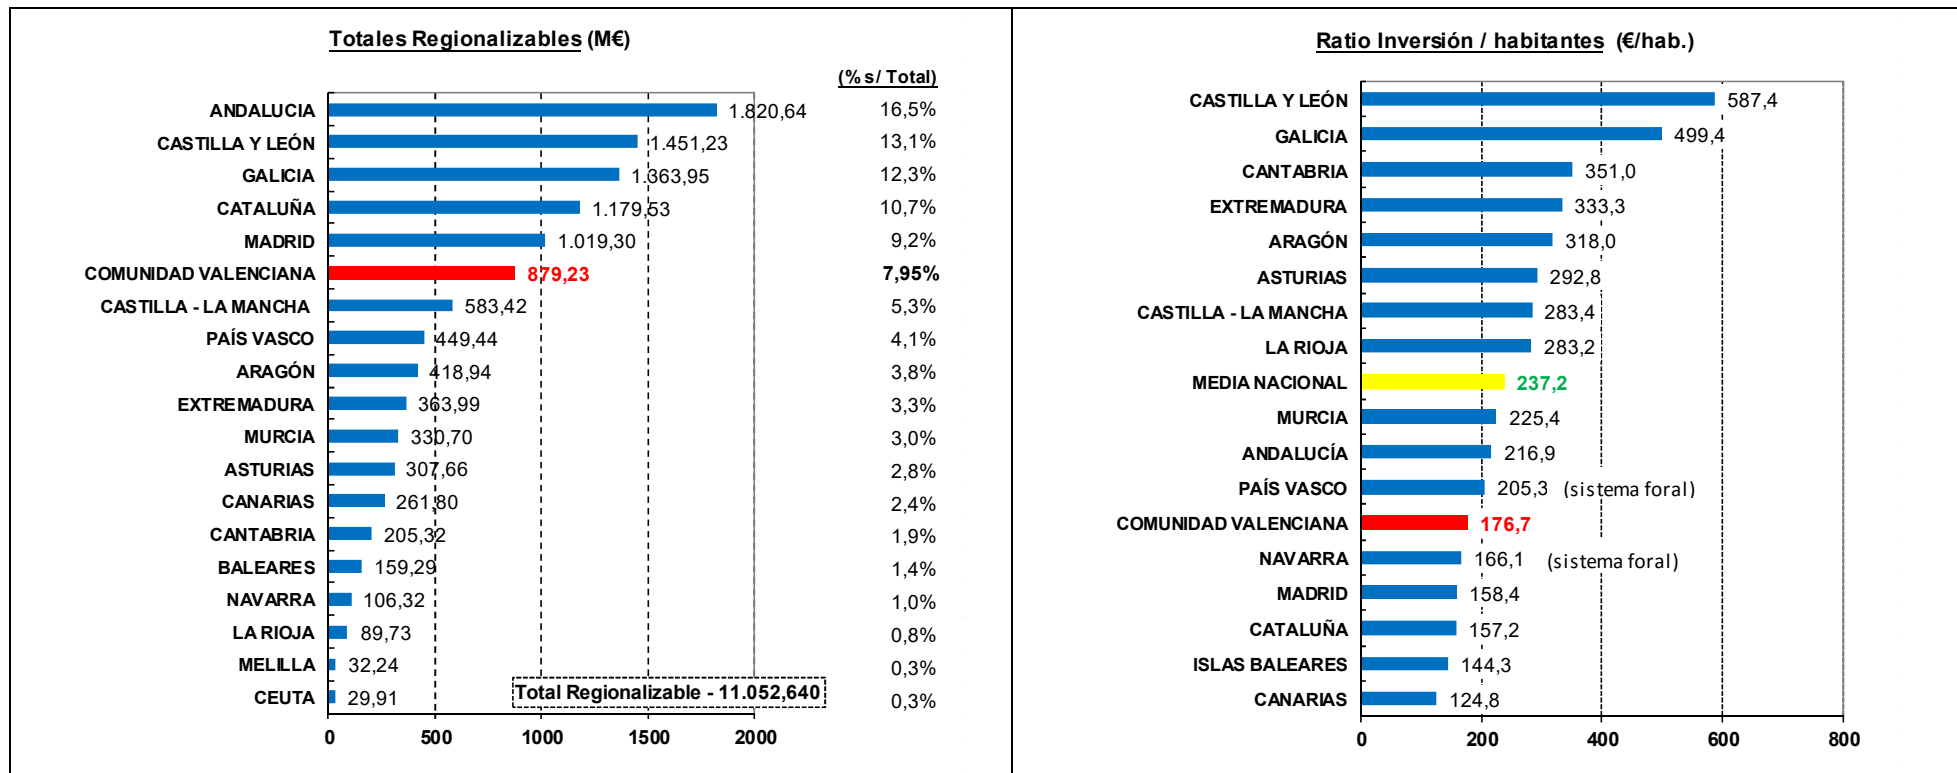 Totales Regionalizables (M€)
(% s/ Total)
ANDALUCIA 1.820,64 16,5%
CASTILLA Y LEÓN 1.451,23 13,1%
GALICIA 1.363,95 12,3%
CATALUÑA 1.179,53 10,7%
MADRID 1.019,30 9,2%
COMUNIDAD VALENCIANA 879,23 7,95%
CASTILLA - LA MANCHA 583,42 5,3%
PAÍS VASCO 449,44 4,1%
ARAGÓN 418,94 3,8%
EXTREMADURA 363,99 3,3%
MURCIA 330,70 3,0%
ASTURIAS 307,66 2,8%
CANARIAS 261,80 2,4%
CANTABRIA 205,32 1,9%
BALEARES 159,29 1,4%
NAVARRA 106,32 1,0%
LA RIOJA 89,73 0,8%
MELILLA 32,24 0,3%
CEUTA 29,91 0,3%
Total Regionalizable - 11.052,640
0 500 1000 1500 2000
Ratio Inversión / habitantes (€/hab.)
CASTILLA Y LEÓN 587,4
GALICIA 499,4
CANTABRIA 351,0
EXTREMADURA 333,3
ARAGÓN 318,0
ASTURIAS 292,8
CASTILLA - LA MANCHA 283,4
LA RIOJA 283,2
MEDIA NACIONAL 237,2
MURCIA 225,4
ANDALUCÍA 216,9
PAÍS VASCO 205,3 (sistema foral)
COMUNIDAD VALENCIANA 176,7
NAVARRA 166,1 (sistema foral)
MADRID 158,4
CATALUÑA 157,2
ISLAS BALEARES 144,3
CANARIAS 124,8
0 200 400 600 800